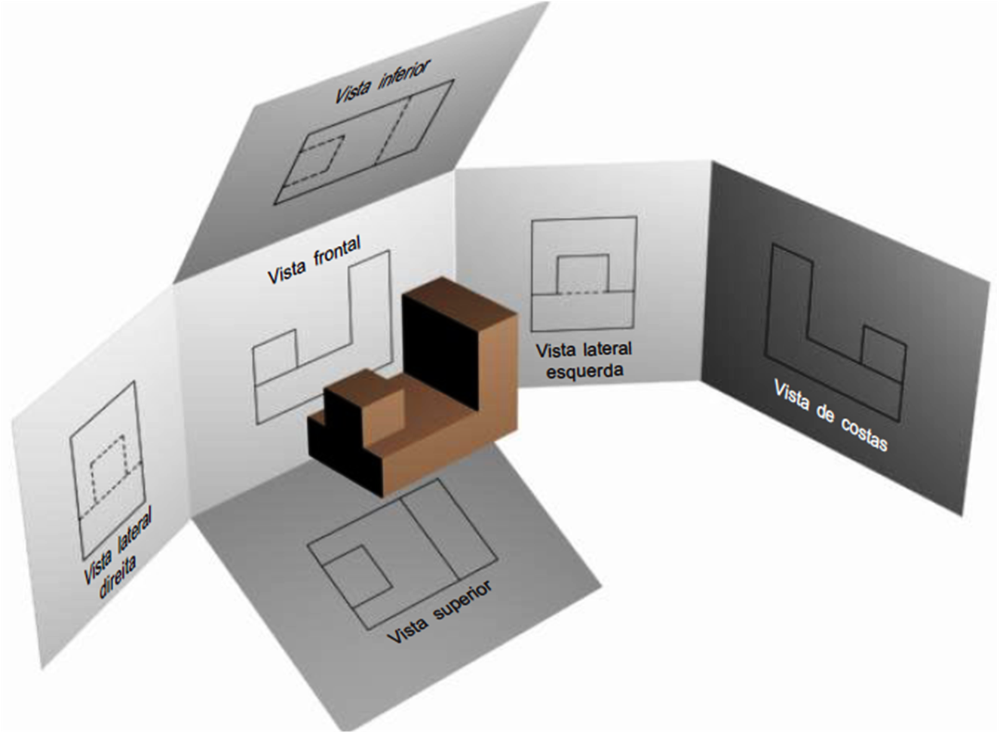 Vista inferior
Vista frontal
Vista lateral
esquerda
Vista de costas
Vista lateral
direita
Vista superior